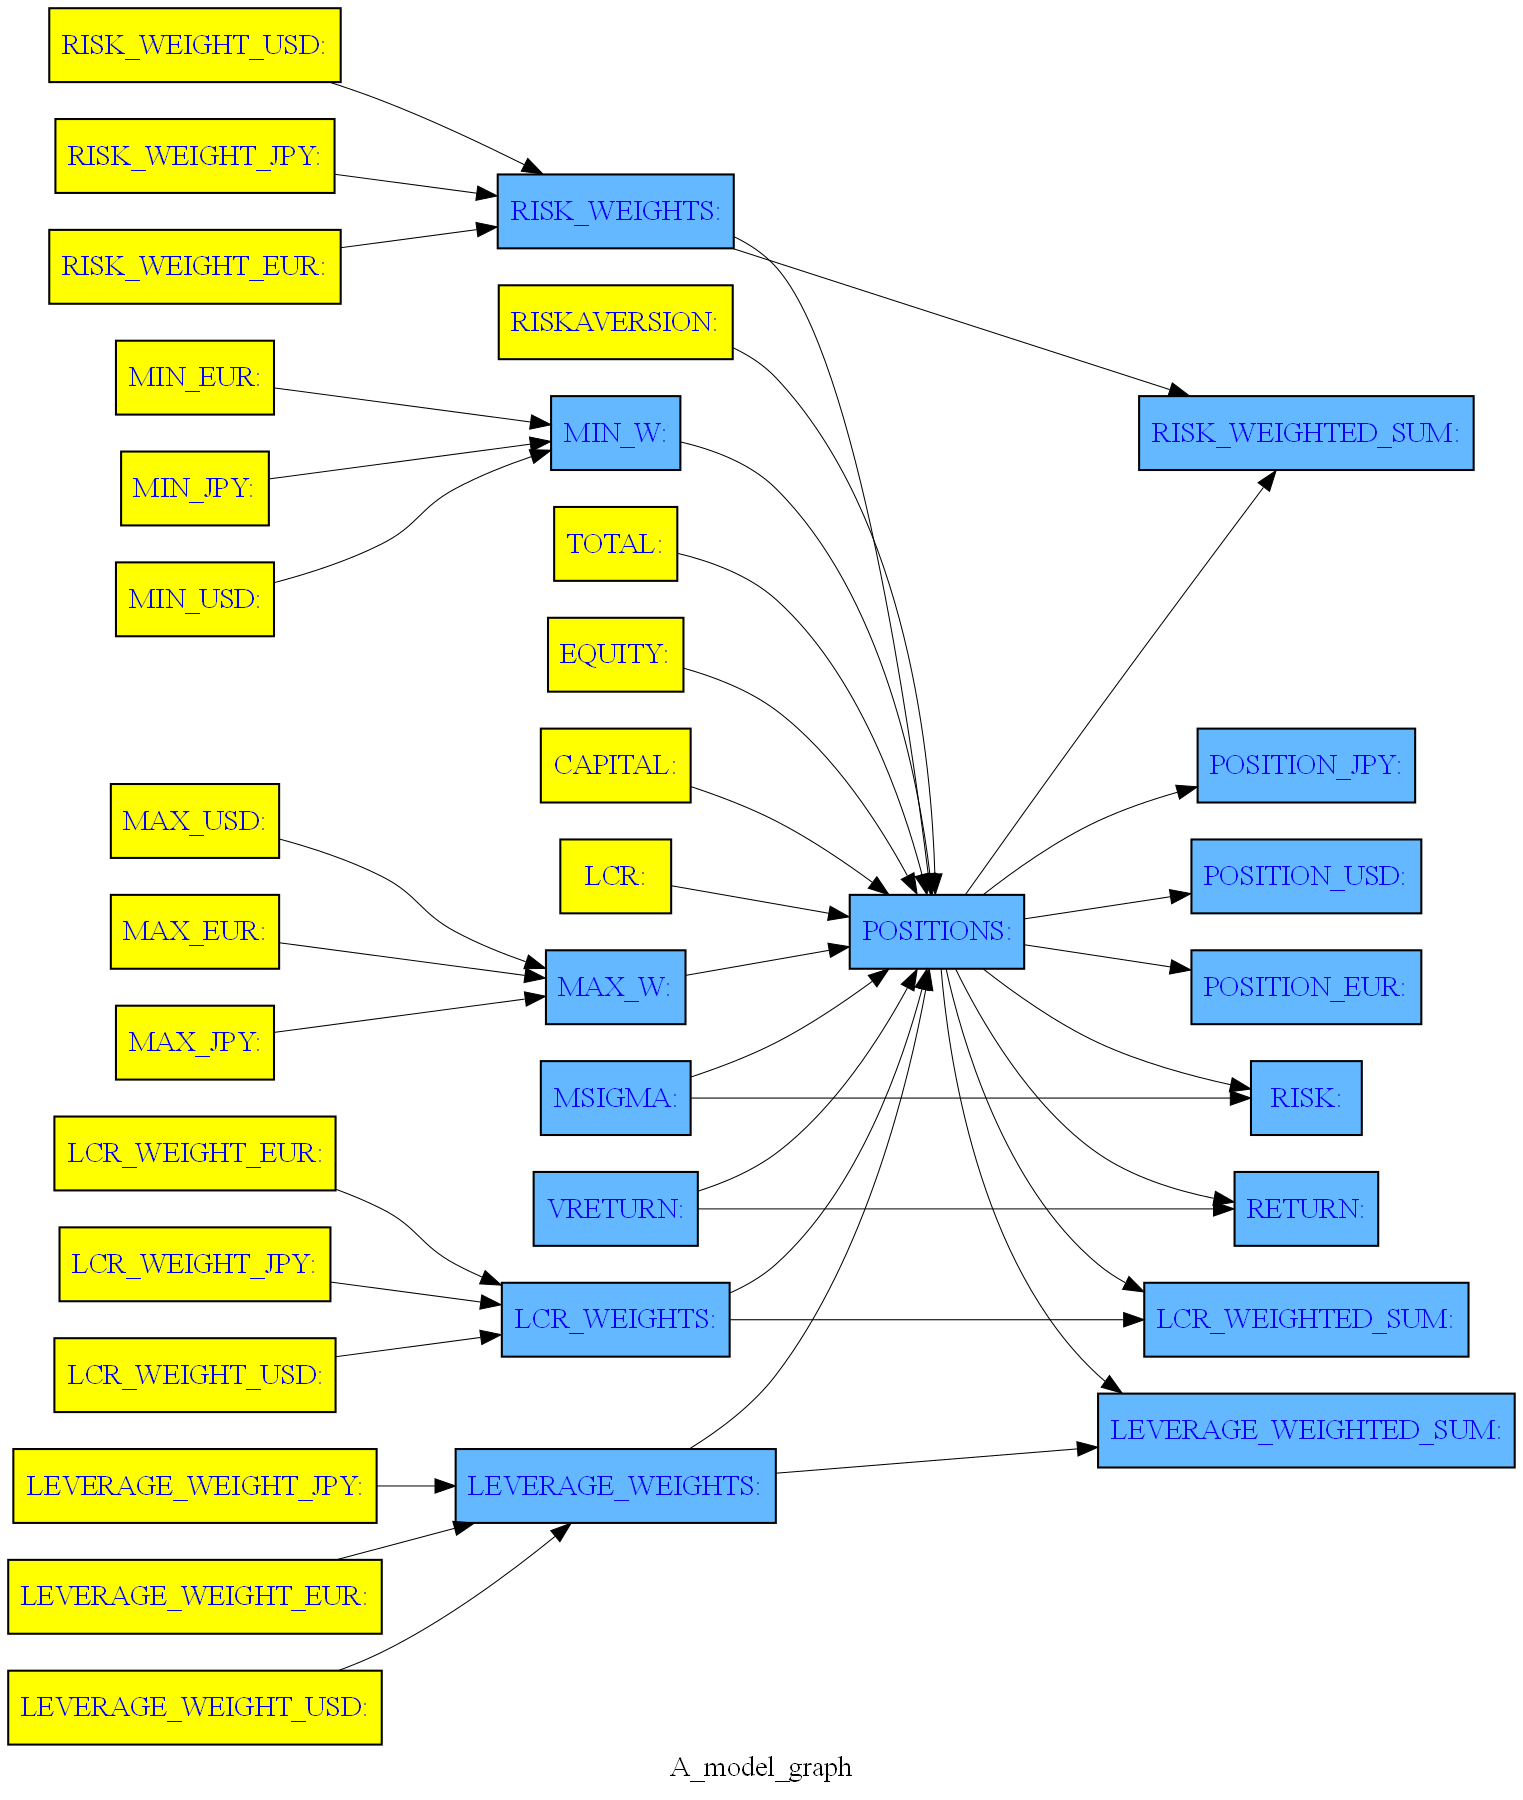 RISK_WEIGHT_USD:
RISK_WEIGHT_JPY:
RISK_WEIGHT_EUR:
MIN_EUR:
MIN_JPY:
MIN_USD:
MAX_USD:
MAX_EUR:
MAX_JPY:
LCR_WEIGHT_EUR:
LCR_WEIGHT_JPY:
LCR_WEIGHT_USD:
LEVERAGE_WEIGHT_JPY:
LEVERAGE_WEIGHT_EUR:
LEVERAGE_WEIGHT_USD:
RISK_WEIGHTS:
RISKAVERSION:
MIN_W:
TOTAL:
EQUITY:
CAPITAL:
LCR:
MAX_W:
MSIGMA:
VRETURN:
LCR_WEIGHTS:
LEVERAGE_WEIGHTS:
POSITIONS:
RISK_WEIGHTED_SUM:
POSITION_JPY:
POSITION_USD:
POSITION_EUR:
RISK:
RETURN:
LCR_WEIGHTED_SUM:
LEVERAGE_WEIGHTED_SUM:
A_model_graph